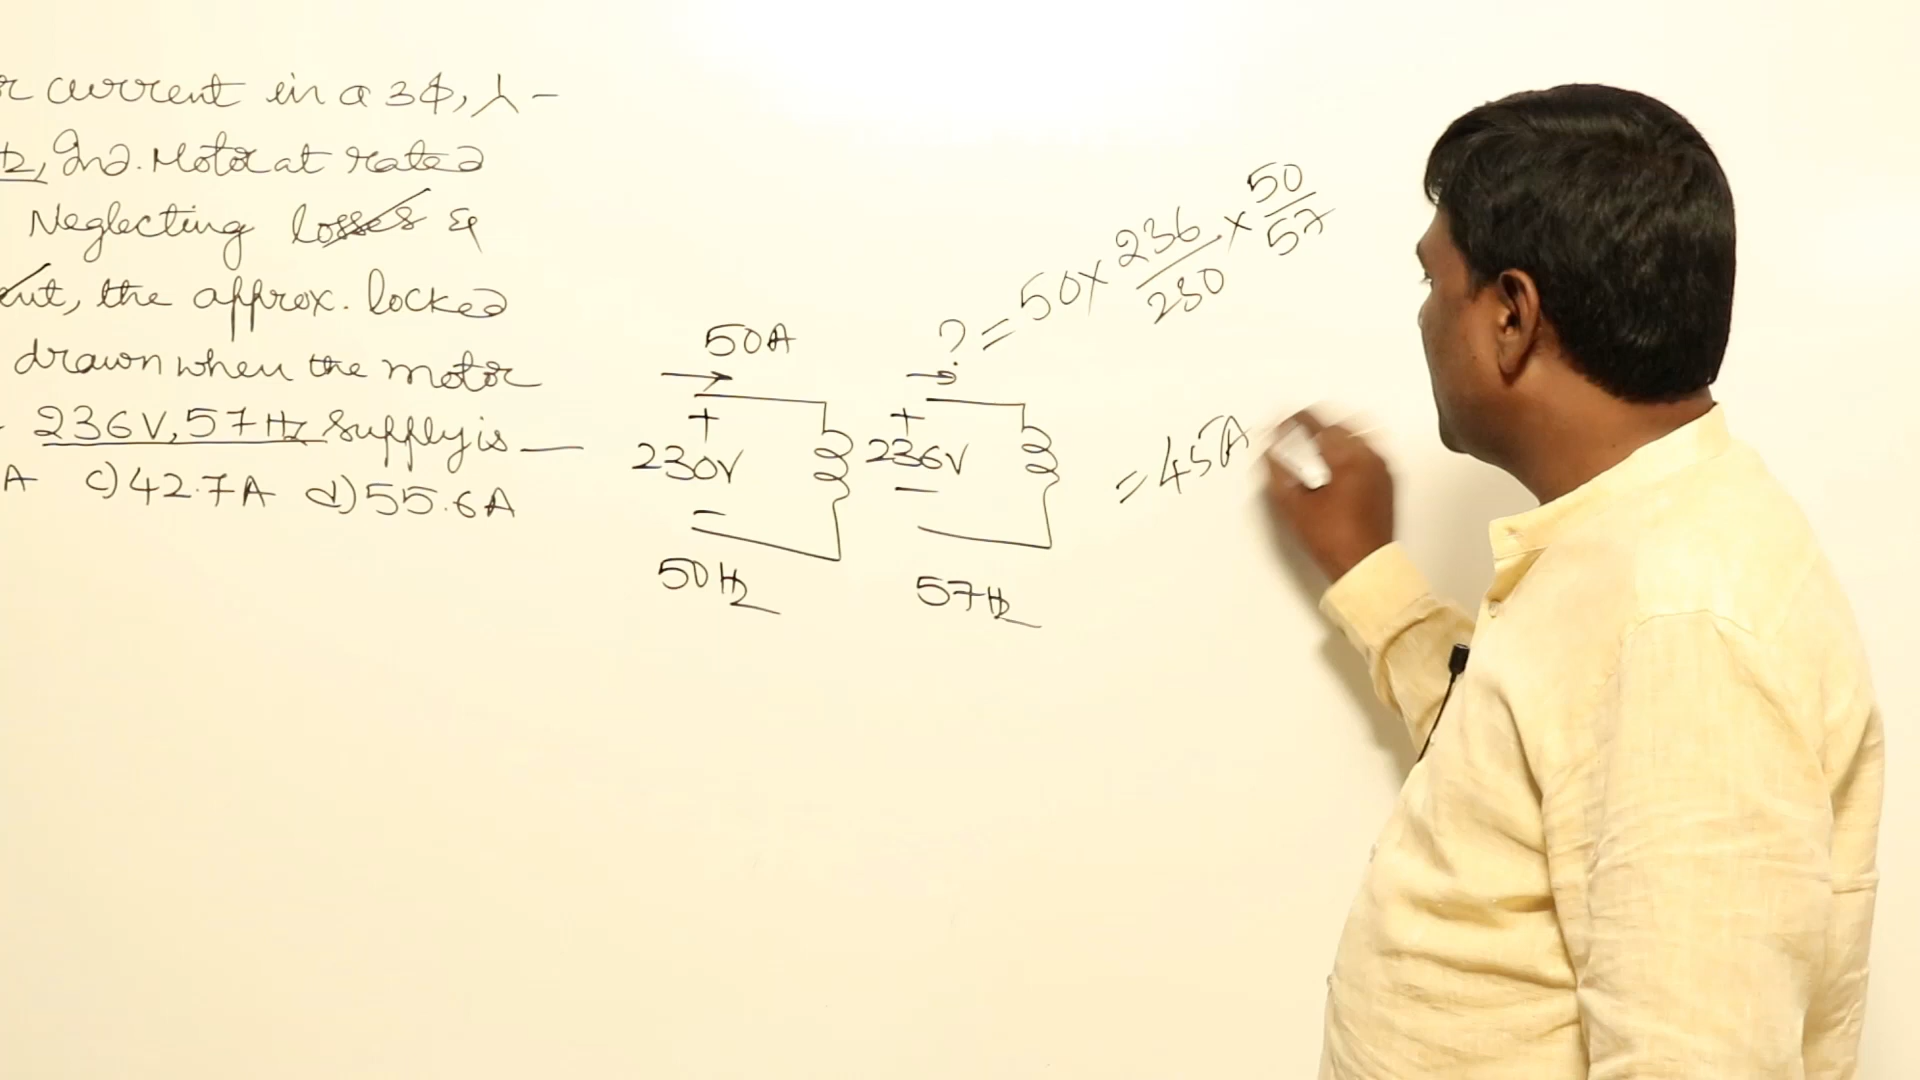 r current in a 3Φ, Y-
Hz, Ind. Motor at rated
Neglecting losses &
the approx. locked
drawn when the motor
236V, 57Hz Supply is —
A c) 42.7A d) 55.6A
50A
+
230V
−
50Hz
? = 50 × 236/230 × 50/57
+
236V
−
57Hz
= 45A